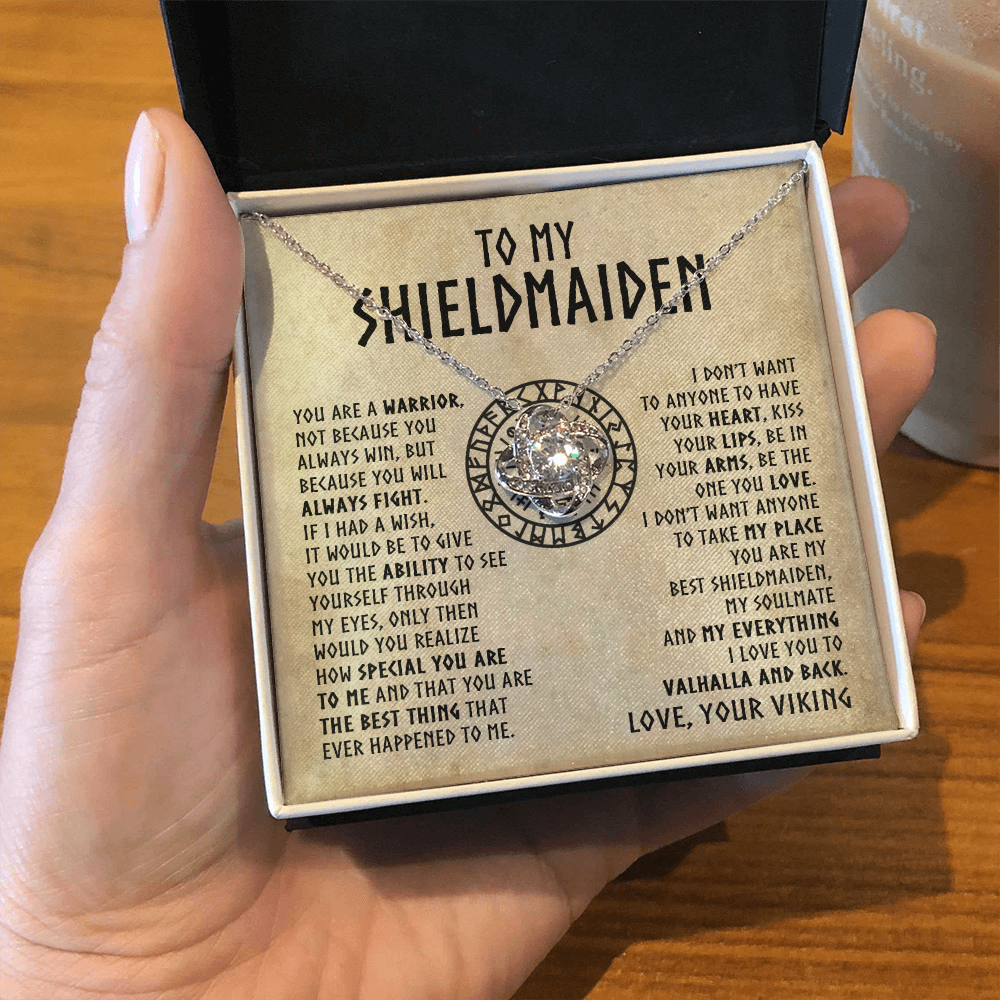 TO MY
SHIELDMAIDEN
YOU ARE A WARRIOR,
NOT BECAUSE YOU
ALWAYS WIN, BUT
BECAUSE YOU WILL
ALWAYS FIGHT.
IF I HAD A WISH,
IT WOULD BE TO GIVE
YOU THE ABILITY TO SEE
YOURSELF THROUGH
MY EYES, ONLY THEN
WOULD YOU REALIZE
HOW SPECIAL YOU ARE
TO ME AND THAT YOU ARE
THE BEST THING THAT
EVER HAPPENED TO ME.
I DON'T WANT
TO ANYONE TO HAVE
YOUR HEART, KISS
YOUR LIPS, BE IN
YOUR ARMS, BE THE
ONE YOU LOVE.
I DON'T WANT ANYONE
TO TAKE MY PLACE
YOU ARE MY
BEST SHIELDMAIDEN,
MY SOULMATE
AND MY EVERYTHING
I LOVE YOU TO
VALHALLA AND BACK.
LOVE, YOUR VIKING
first